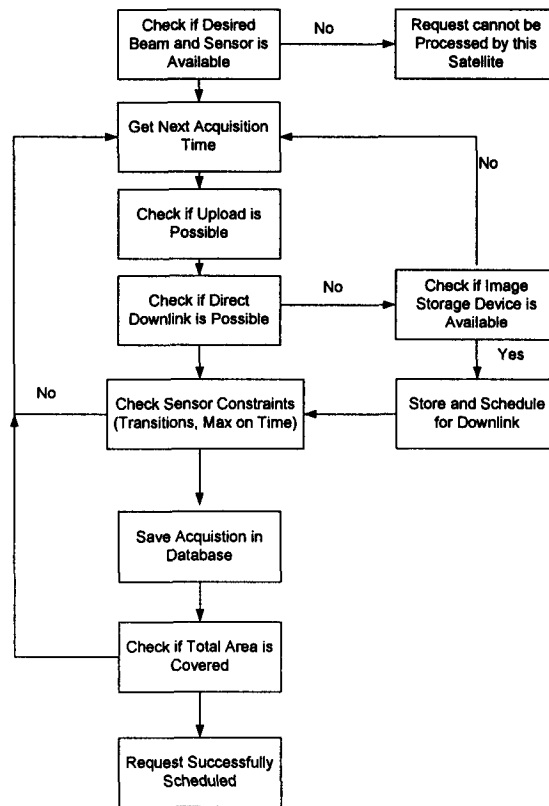 Check if Desired
Beam and Sensor is
Available
No
Request cannot be
Processed by this
Satellite
Get Next Acquisition
Time
No
Check if Upload is
Possible
Check if Direct
Downlink is Possible
No
Check if Image
Storage Device is
Available
Yes
No
Check Sensor Constraints
(Transitions, Max on Time)
Store and Schedule
for Downlink
Save Acquistion in
Database
Check if Total Area is
Covered
Request Successfully
Scheduled